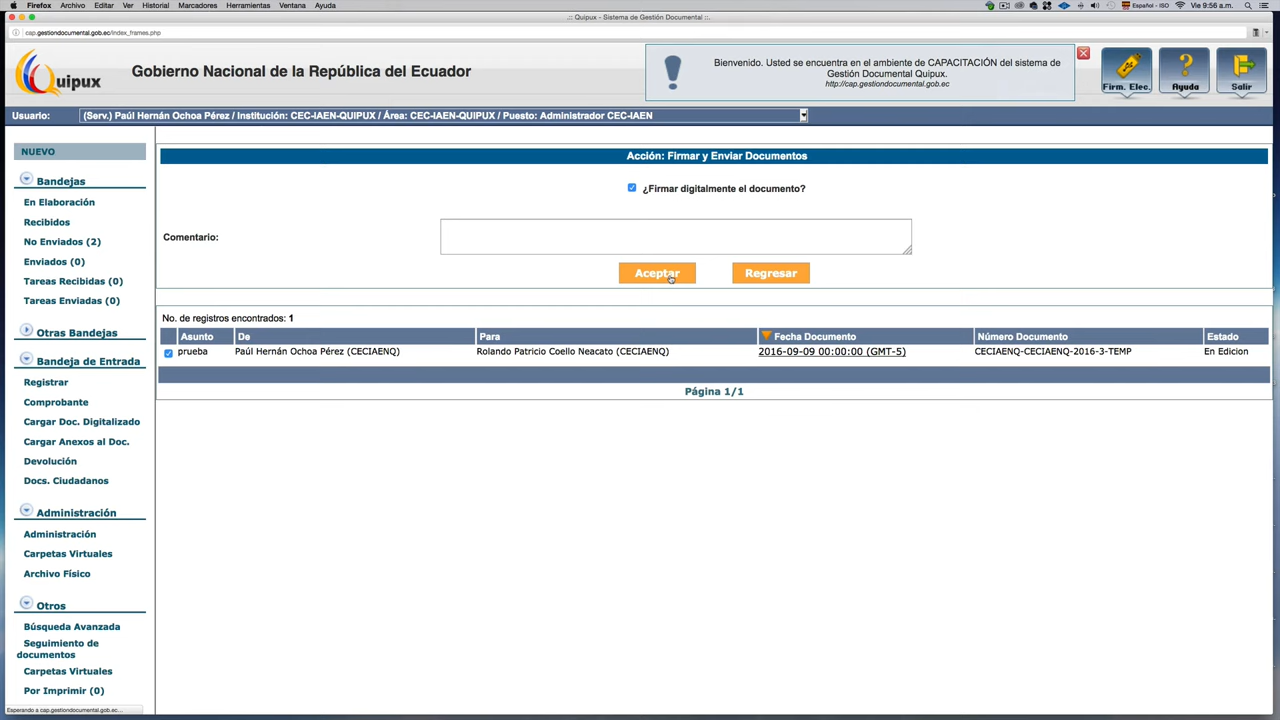 Firefox Archivo Editar Ver Historial Marcadores Herramientas Ventana Ayuda Español - ISO Vie 9:56 a.m.
.:: Quipux - Sistema de Gestión Documental ::.
cap.gestiondocumental.gob.ec/index_frames.php
Quipux
Gobierno Nacional de la República del Ecuador
Bienvenido. Usted se encuentra en el ambiente de CAPACITACIÓN del sistema de
Gestión Documental Quipux.
http://cap.gestiondocumental.gob.ec
Firm. Elec. Ayuda Salir
Usuario: (Serv.) Paúl Hernán Ochoa Pérez / Institución: CEC-IAEN-QUIPUX / Área: CEC-IAEN-QUIPUX / Puesto: Administrador CEC-IAEN
NUEVO
Bandejas
En Elaboración
Recibidos
No Enviados (2)
Enviados (0)
Tareas Recibidas (0)
Tareas Enviadas (0)
Otras Bandejas
Bandeja de Entrada
Registrar
Comprobante
Cargar Doc. Digitalizado
Cargar Anexos al Doc.
Devolución
Docs. Ciudadanos
Administración
Administración
Carpetas Virtuales
Archivo Físico
Otros
Búsqueda Avanzada
Seguimiento de
documentos
Carpetas Virtuales
Por Imprimir (0)
Acción: Firmar y Enviar Documentos
¿Firmar digitalmente el documento?
Comentario:
Aceptar Regresar
No. de registros encontrados: 1
Asunto De Para Fecha Documento Número Documento Estado
prueba Paúl Hernán Ochoa Pérez (CECIAENQ) Rolando Patricio Coello Neacato (CECIAENQ) 2016-09-09 00:00:00 (GMT-5) CECIAENQ-CECIAENQ-2016-3-TEMP En Edicion
Página 1/1
Esperando a cap.gestiondocumental.gob.ec...